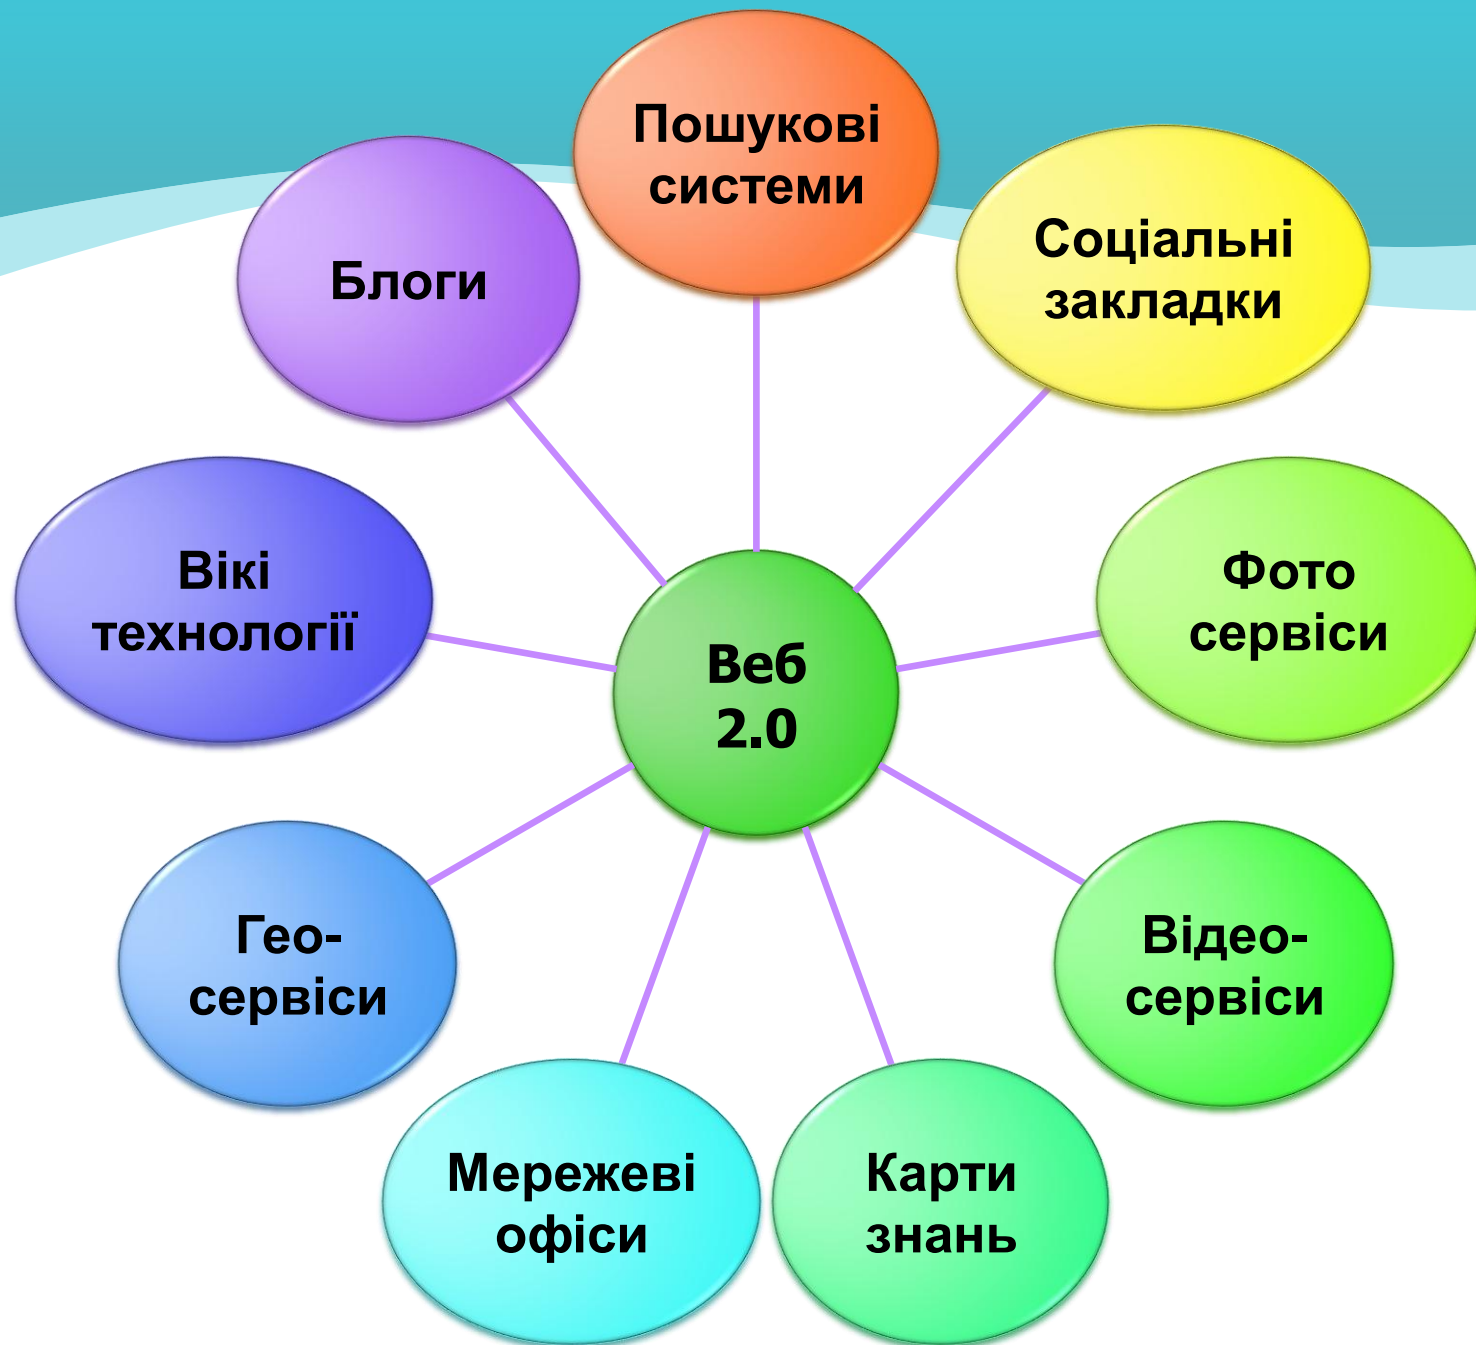 Пошукові
системи
Соціальні
закладки
Фото
сервіси
Відео-
сервіси
Карти
знань
Мережеві
офіси
Гео-
сервіси
Вікі
технології
Блоги
Веб
2.0